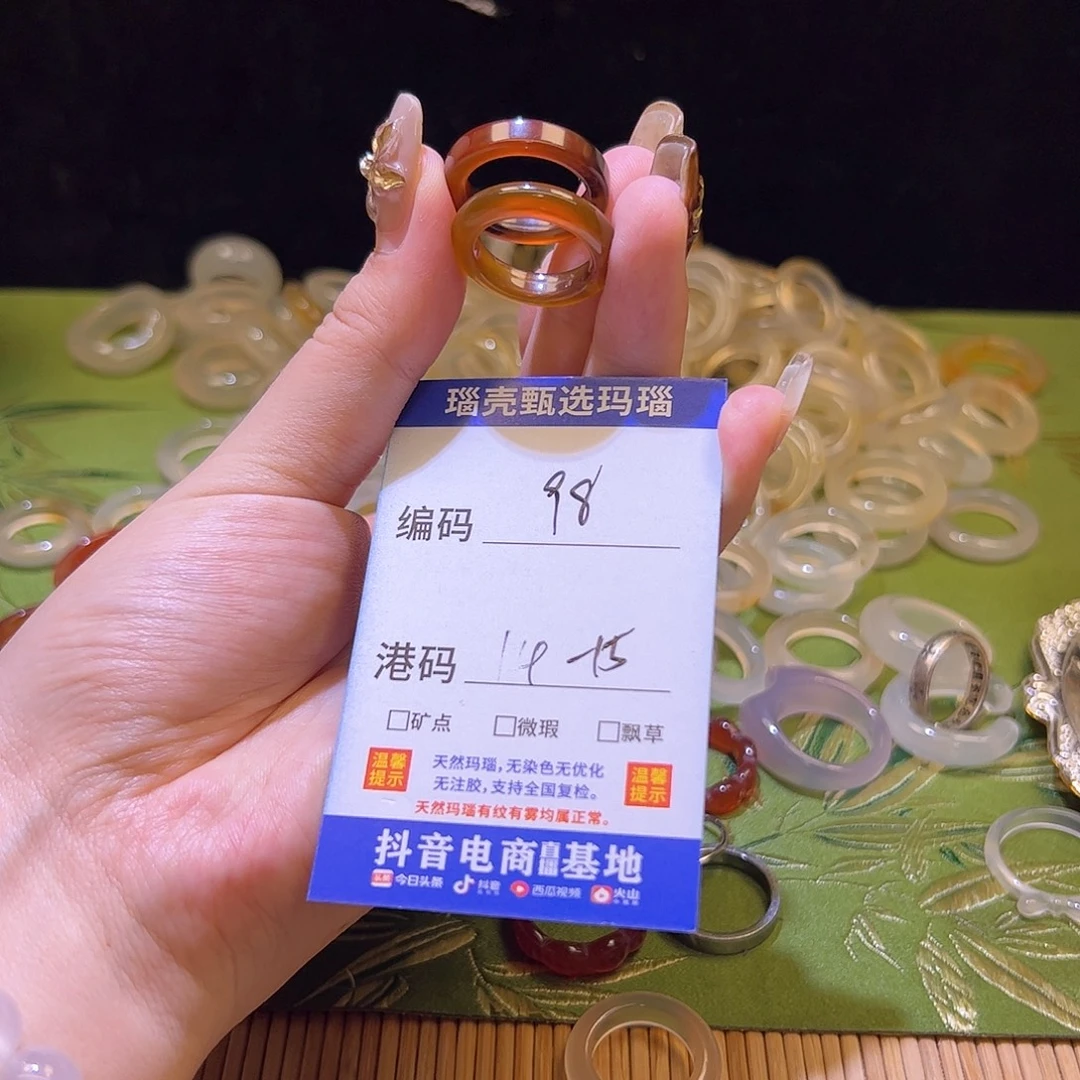 瑙壳甄选玛瑙
编码 98
港码 14-15
□矿点 □微瑕 □飘草
温馨提示
天然玛瑙,无染色无优化
无注胶,支持全国复检。
温馨提示
天然玛瑙有纹有雾均属正常。
抖音电商直播基地
头条 今日头条 抖音 西瓜视频 火山